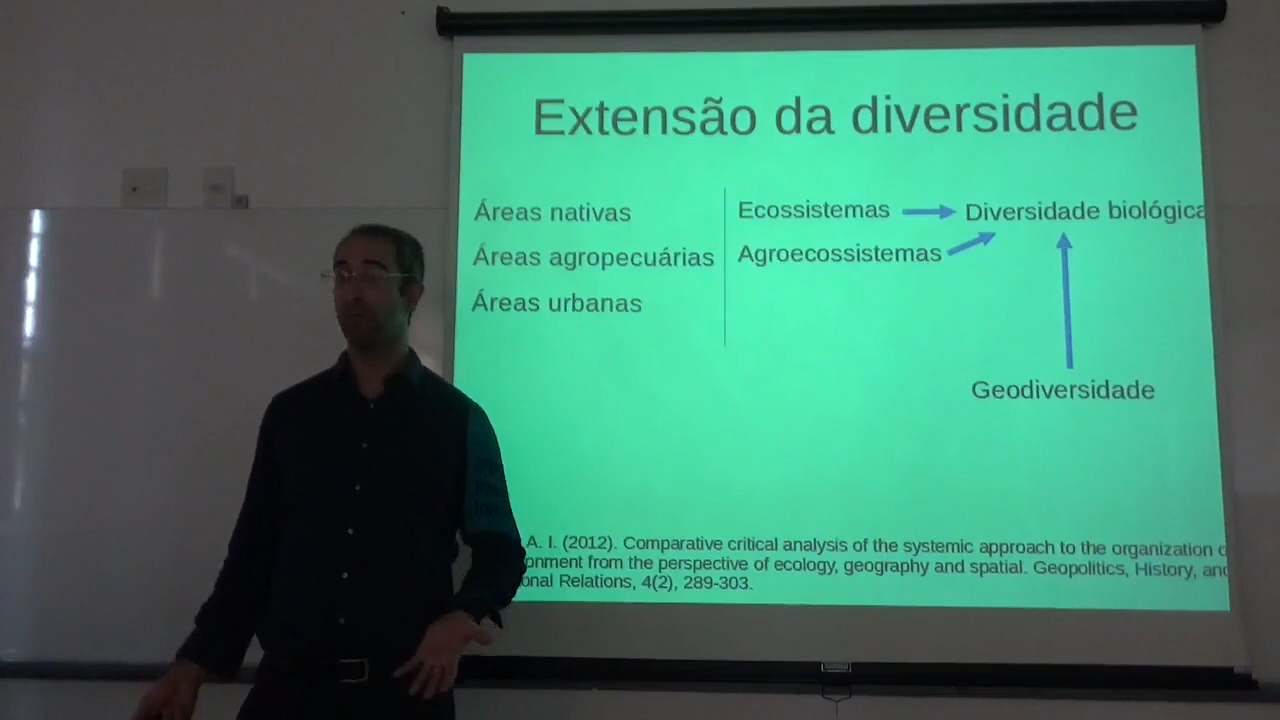 Extensão da diversidade
Áreas nativas
Áreas agropecuárias
Áreas urbanas
Ecossistemas
Agroecossistemas
Diversidade biológica
Geodiversidade
A. I. (2012). Comparative critical analysis of the systemic approach to the organization
onment from the perspective of ecology, geography and spatial. Geopolitics, History, and
onal Relations, 4(2), 289-303.